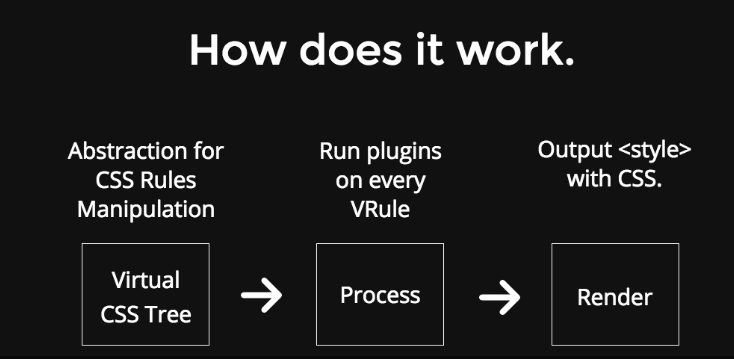 How does it work.
Abstraction for
CSS Rules
Manipulation
Run plugins
on every
VRule
Output <style>
with CSS.
Virtual
CSS Tree
Process
Render